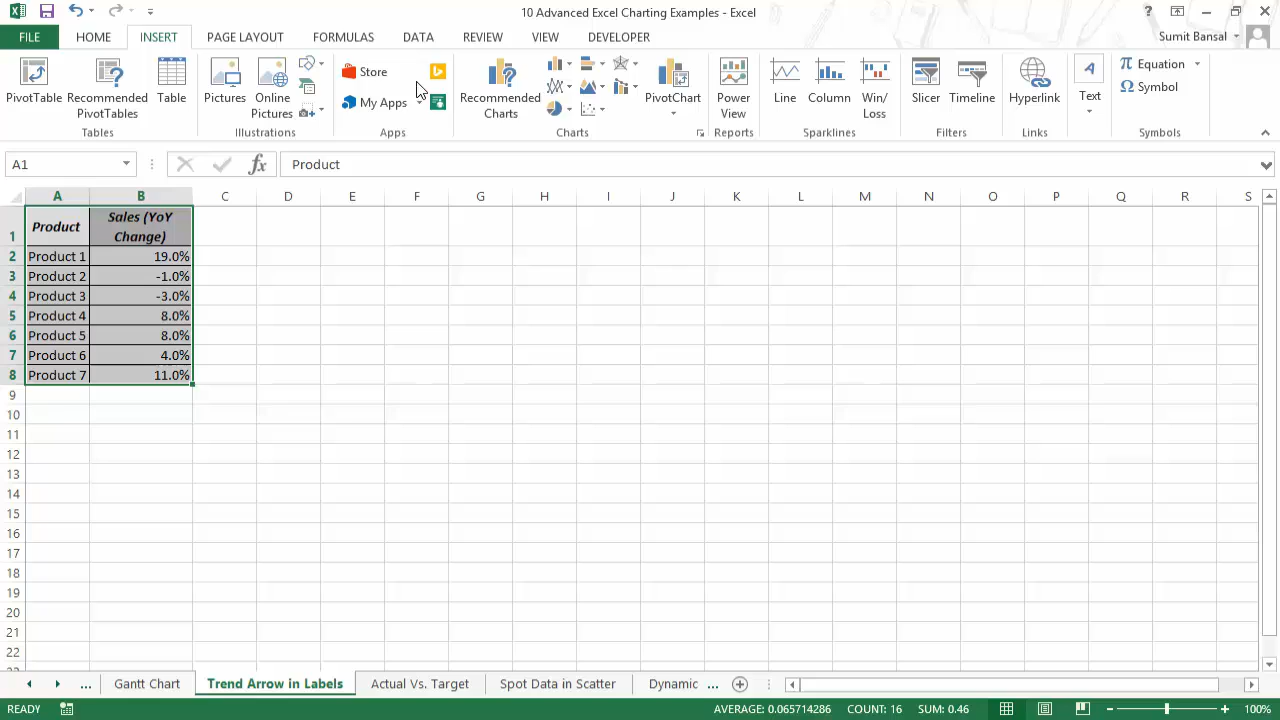 10 Advanced Excel Charting Examples - Excel
FILE HOME INSERT PAGE LAYOUT FORMULAS DATA REVIEW VIEW DEVELOPER Sumit Bansal
PivotTable Recommended PivotTables Table
Tables
Pictures Online Pictures
Illustrations
Store
My Apps
Apps
Recommended Charts
PivotChart
Charts
Power View
Reports
Line Column Win/ Loss
Sparklines
Slicer Timeline
Filters
Hyperlink
Links
Text
Equation
Symbol
Symbols
A1 fx Product
A B C D E F G H I J K L M N O P Q R S
1 Product Sales (YoY Change)
2 Product 1 19.0%
3 Product 2 -1.0%
4 Product 3 -3.0%
5 Product 4 8.0%
6 Product 5 8.0%
7 Product 6 4.0%
8 Product 7 11.0%
9
10
11
12
13
14
15
16
17
18
19
20
21
22
... Gantt Chart Trend Arrow in Labels Actual Vs. Target Spot Data in Scatter Dynamic ...
READY AVERAGE: 0.065714286 COUNT: 16 SUM: 0.46 100%